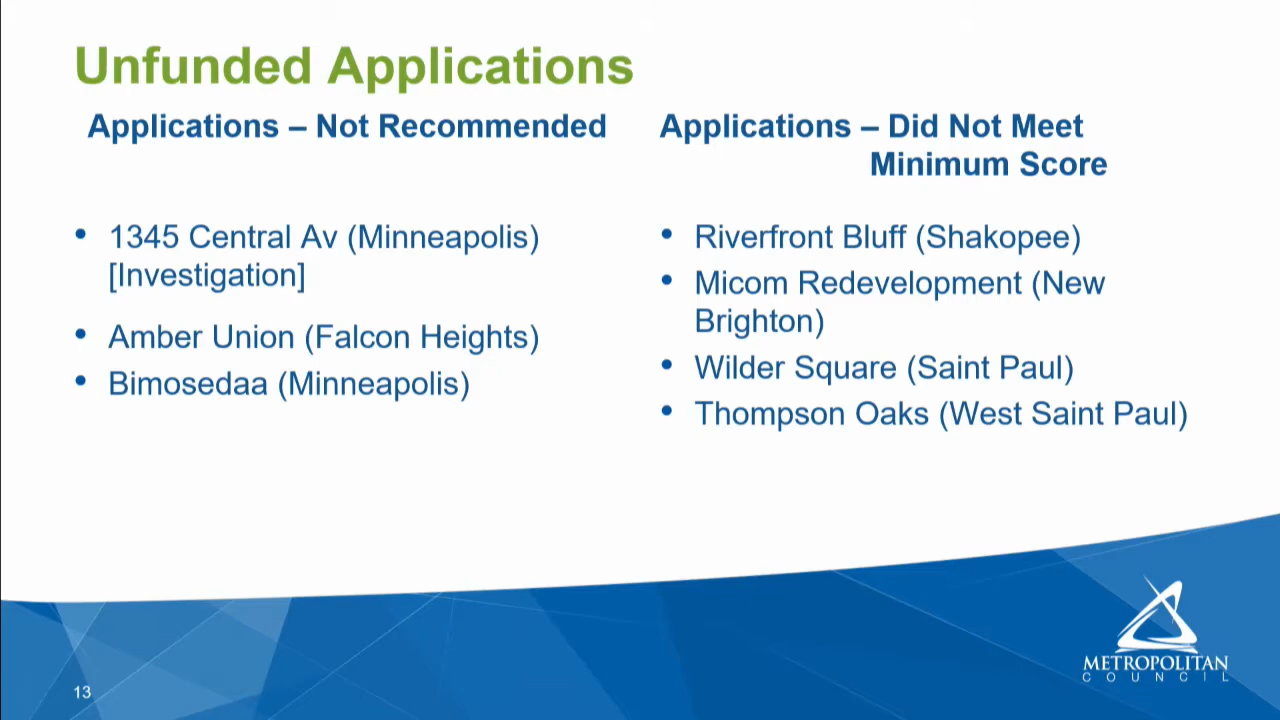 Unfunded Applications
Applications – Not Recommended
• 1345 Central Av (Minneapolis)
[Investigation]
• Amber Union (Falcon Heights)
• Bimosedaa (Minneapolis)
Applications – Did Not Meet
Minimum Score
• Riverfront Bluff (Shakopee)
• Micom Redevelopment (New
Brighton)
• Wilder Square (Saint Paul)
• Thompson Oaks (West Saint Paul)
13
METROPOLITAN
COUNCIL